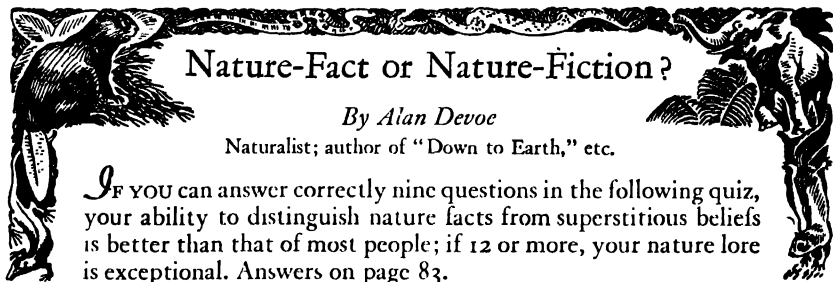 Nature-Fact or Nature-Fiction?
By Alan Devoe
Naturalist; author of "Down to Earth," etc.
IF YOU can answer correctly nine questions in the following quiz,
your ability to distinguish nature facts from superstitious beliefs
is better than that of most people; if 12 or more, your nature lore
is exceptional. Answers on page 83.